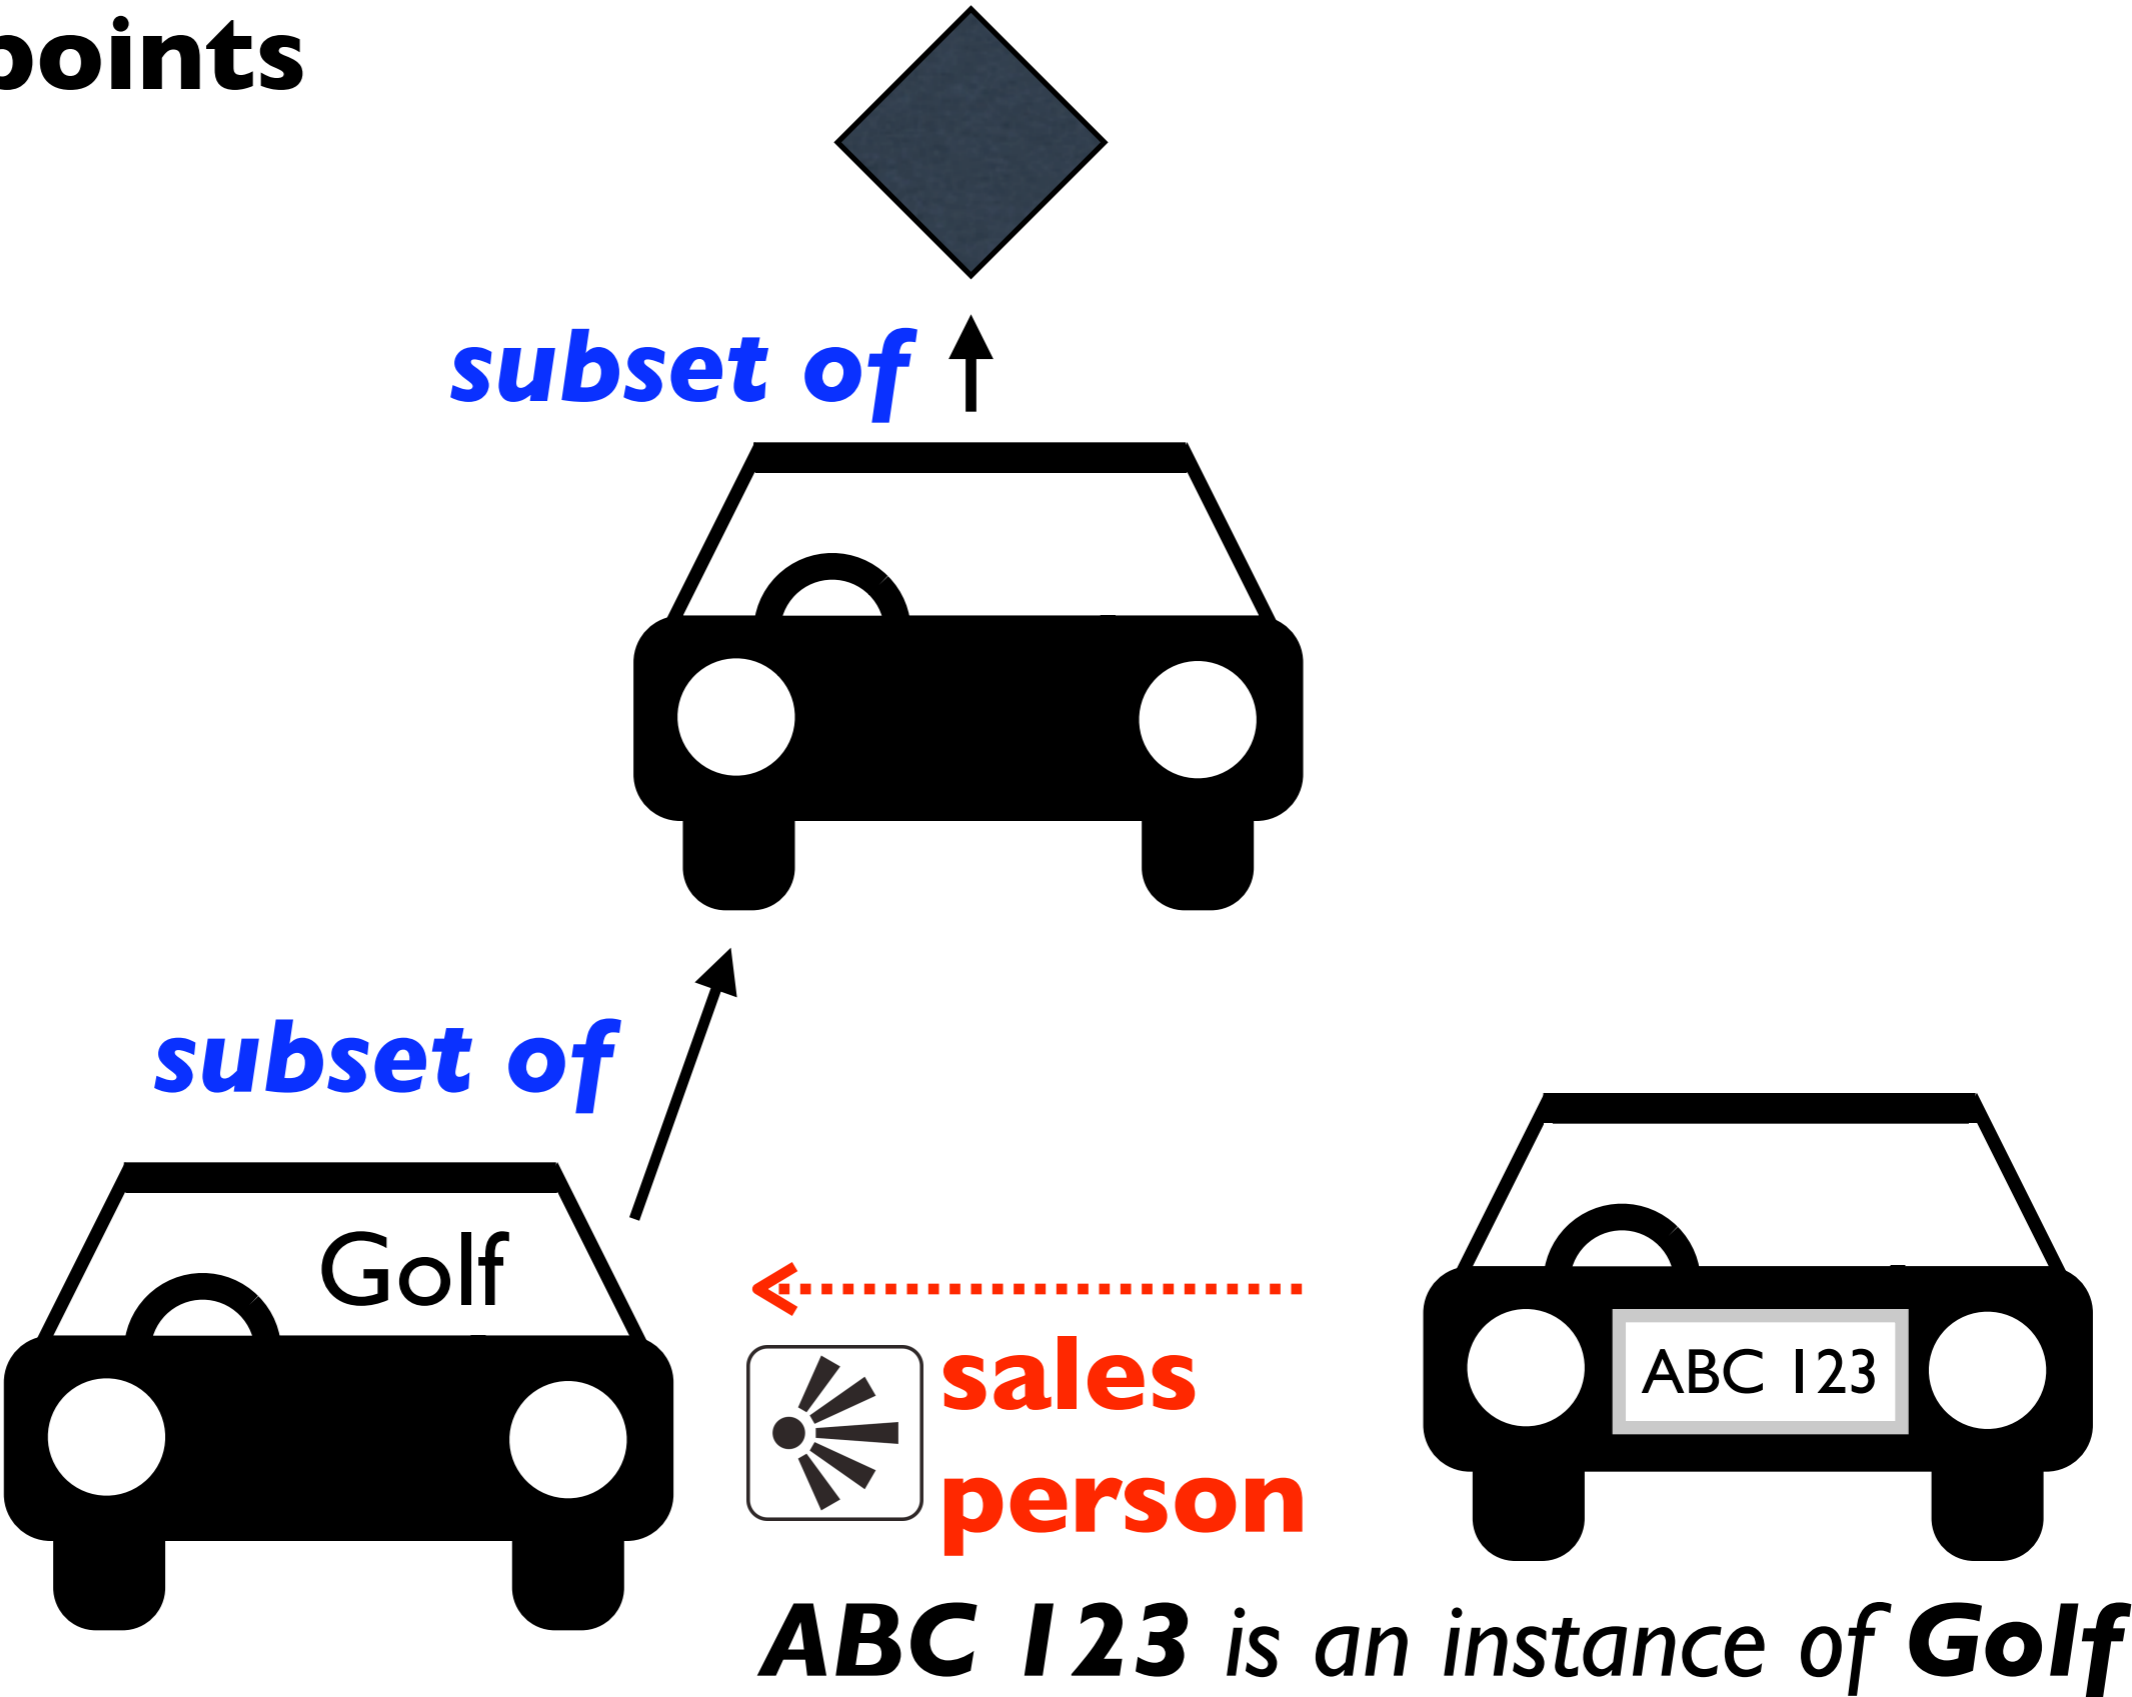 points
subset of
subset of
Golf
ABC 123
sales
person
ABC 123 is an instance of Golf